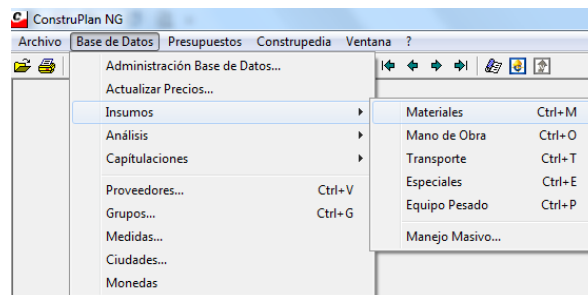 ConstruPlan NG
Archivo Base de Datos Presupuestos Construpedia Ventana ?
Administración Base de Datos...
Actualizar Precios...
Insumos
Análisis
Capítulaciones
Proveedores... Ctrl+V
Grupos... Ctrl+G
Medidas...
Ciudades...
Monedas
Materiales Ctrl+M
Mano de Obra Ctrl+O
Transporte Ctrl+T
Especiales Ctrl+E
Equipo Pesado Ctrl+P
Manejo Masivo...